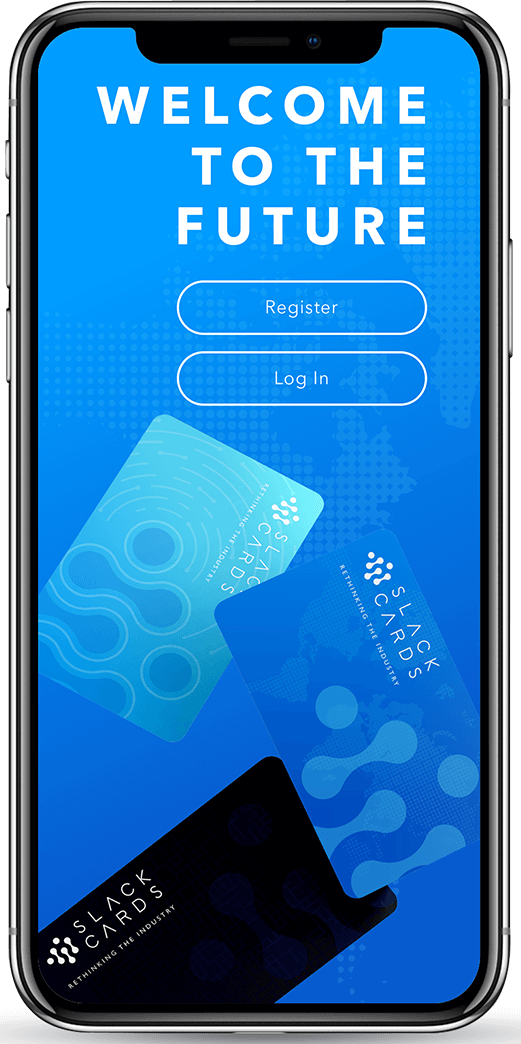 WELCOME
TO THE
FUTURE
Register
Log In
SLACK
CARDS
RETHINKING THE INDUSTRY
SLACK
CARDS
RETHINKING THE INDUSTRY
SLACK
CARDS
RETHINKING THE INDUSTRY